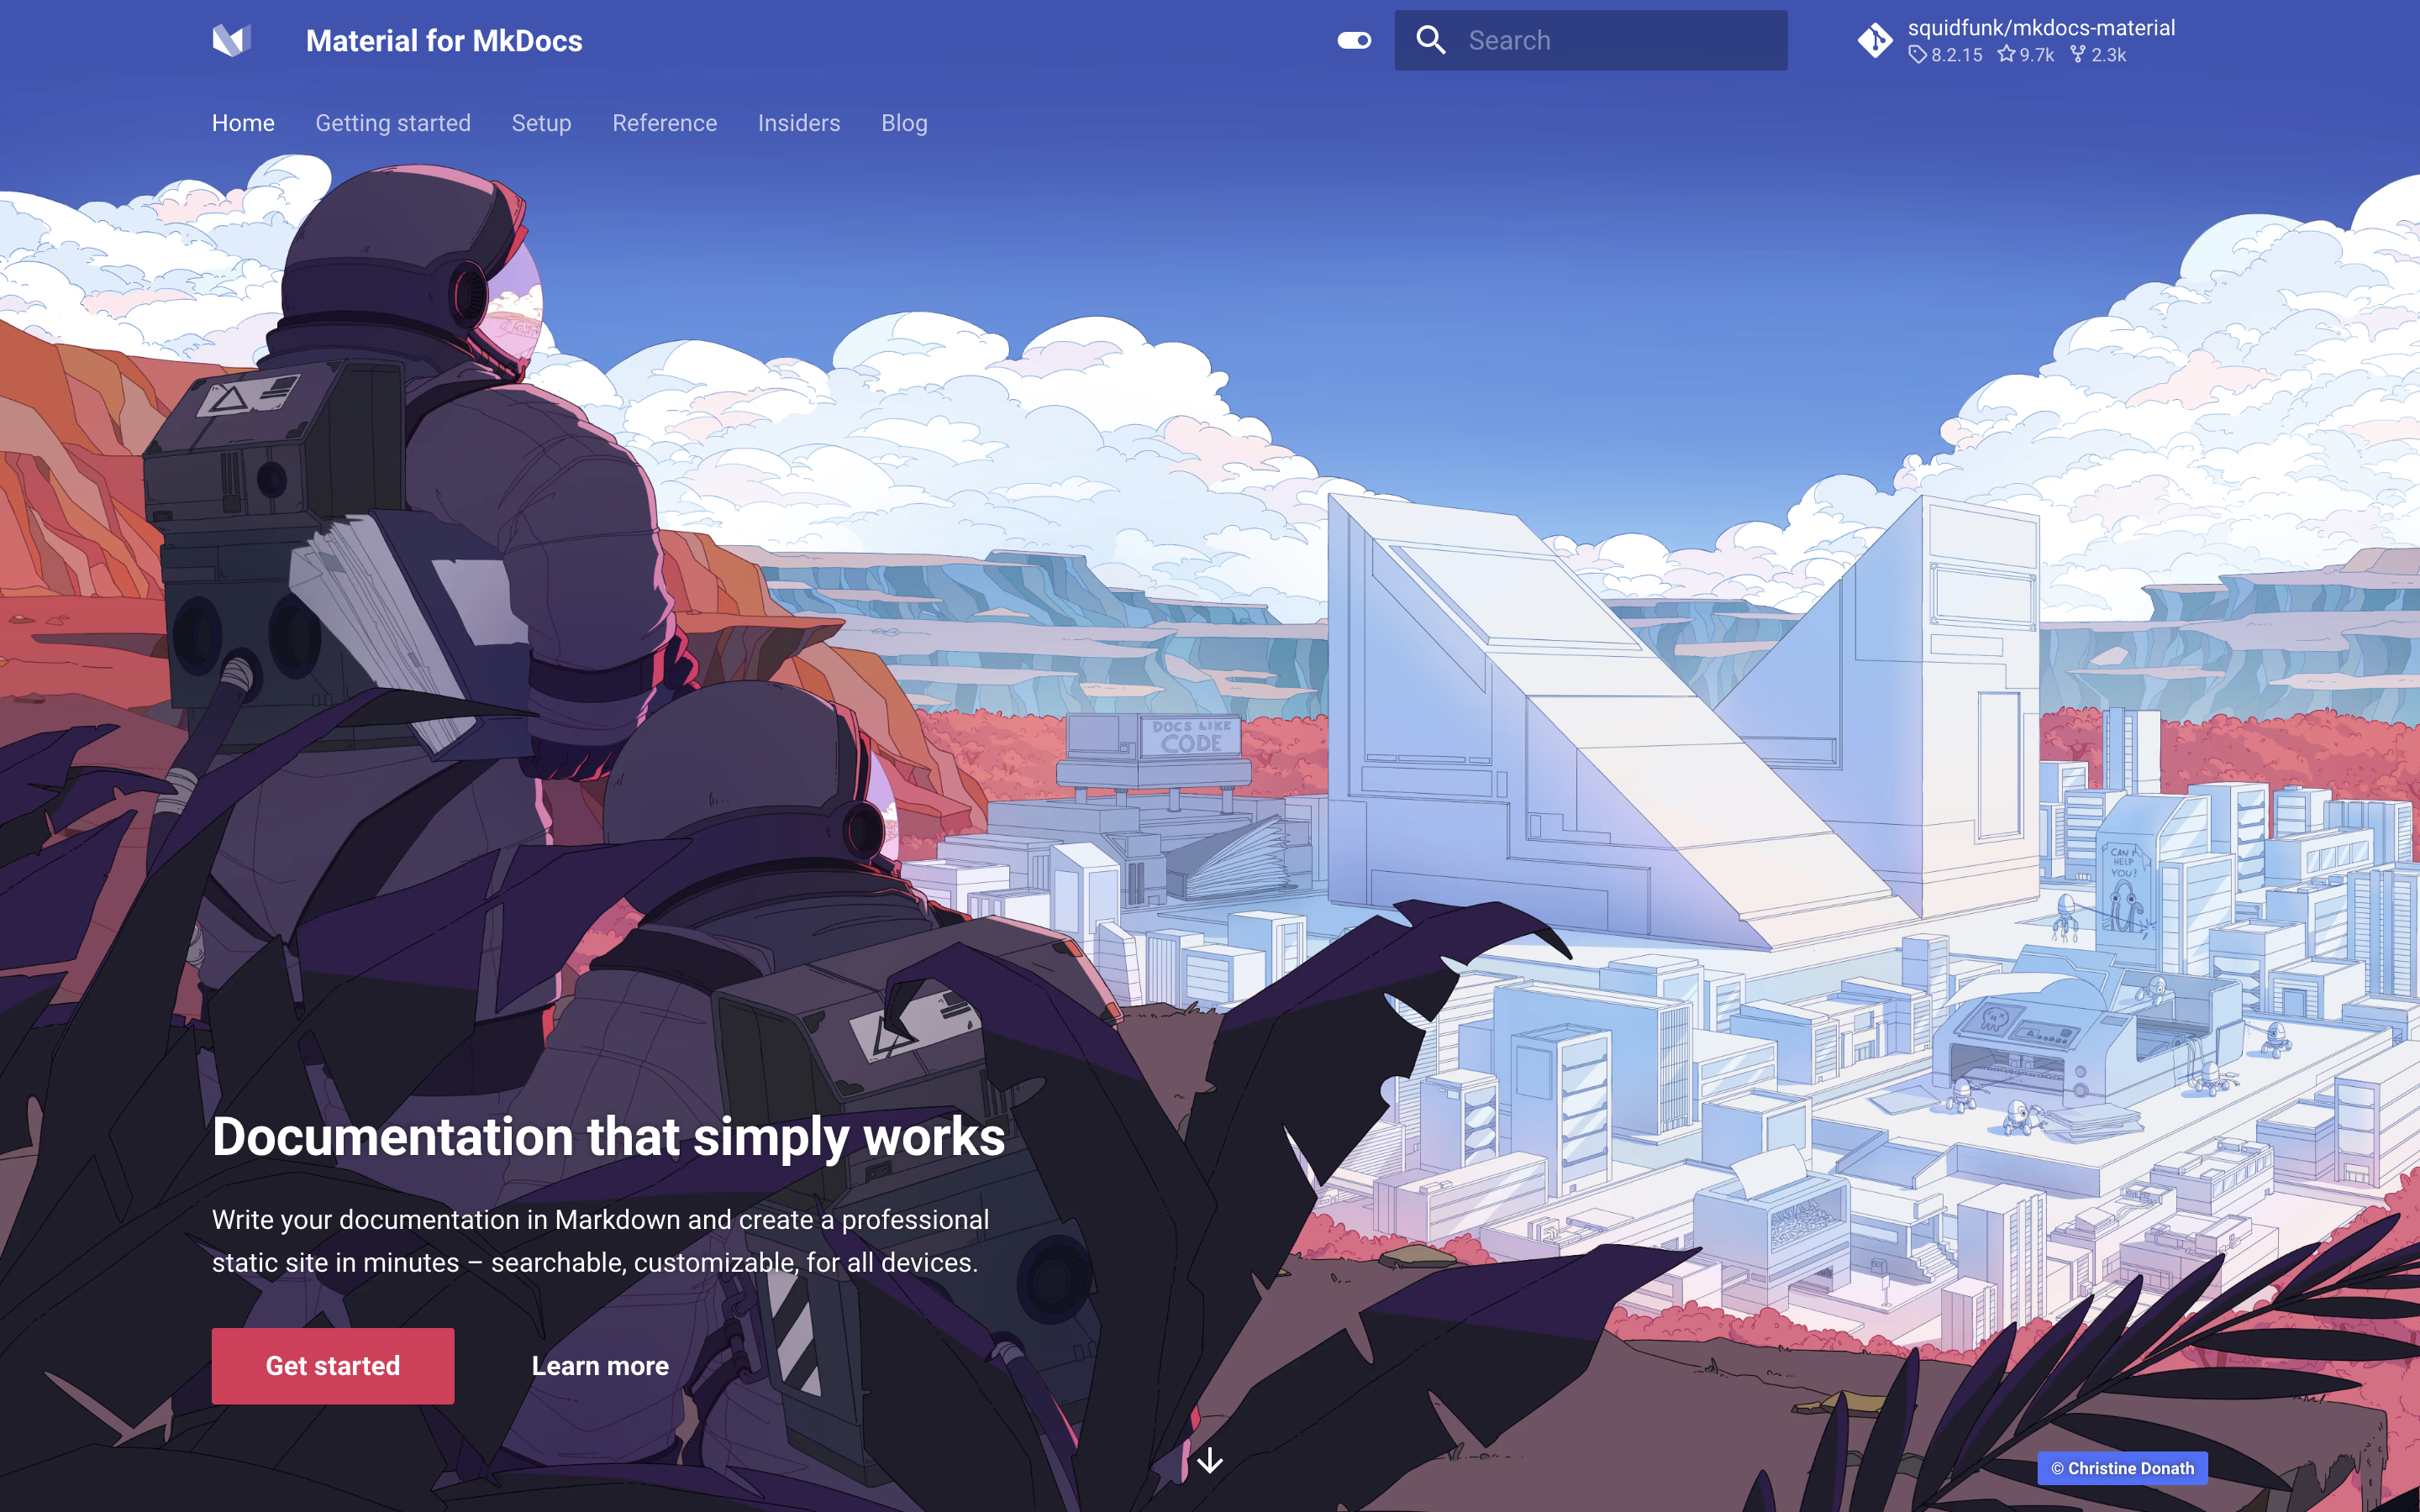 Material for MkDocs
Search
squidfunk/mkdocs-material
8.2.15 9.7k 2.3k
Home Getting started Setup Reference Insiders Blog
DOCS LIKE
CODE
CAN I
HELP
YOU?
Documentation that simply works
Write your documentation in Markdown and create a professional
static site in minutes – searchable, customizable, for all devices.
Get started Learn more
© Christine Donath